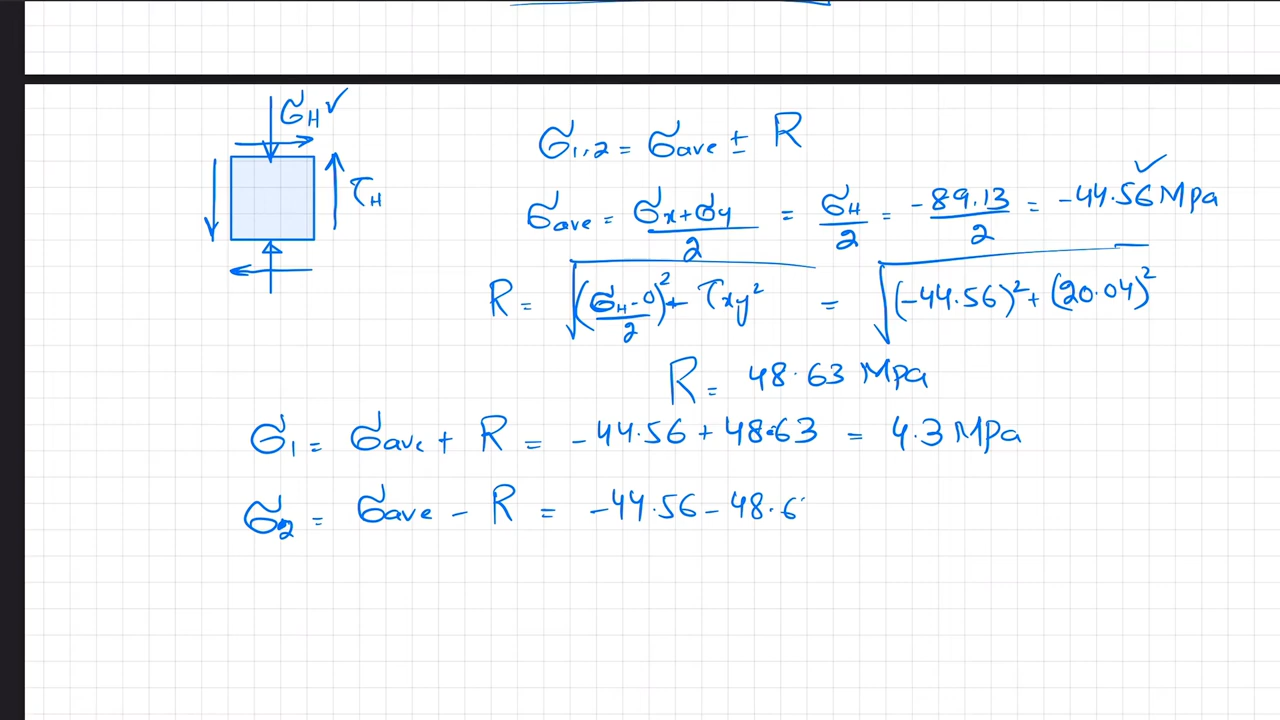 σH ✓
τH
σ1,2 = σave ± R
σave = (σx+σy)/2 = σH/2 = -89.13/2 = -44.56 MPa ✓
R = √((σH-0)/2)² + τxy² = √(-44.56)² + (20.04)²
R = 48.63 MPa
σ1 = σave + R = -44.56 + 48.63 = 4.3 MPa
σ2 = σave - R = -44.56 - 48.6